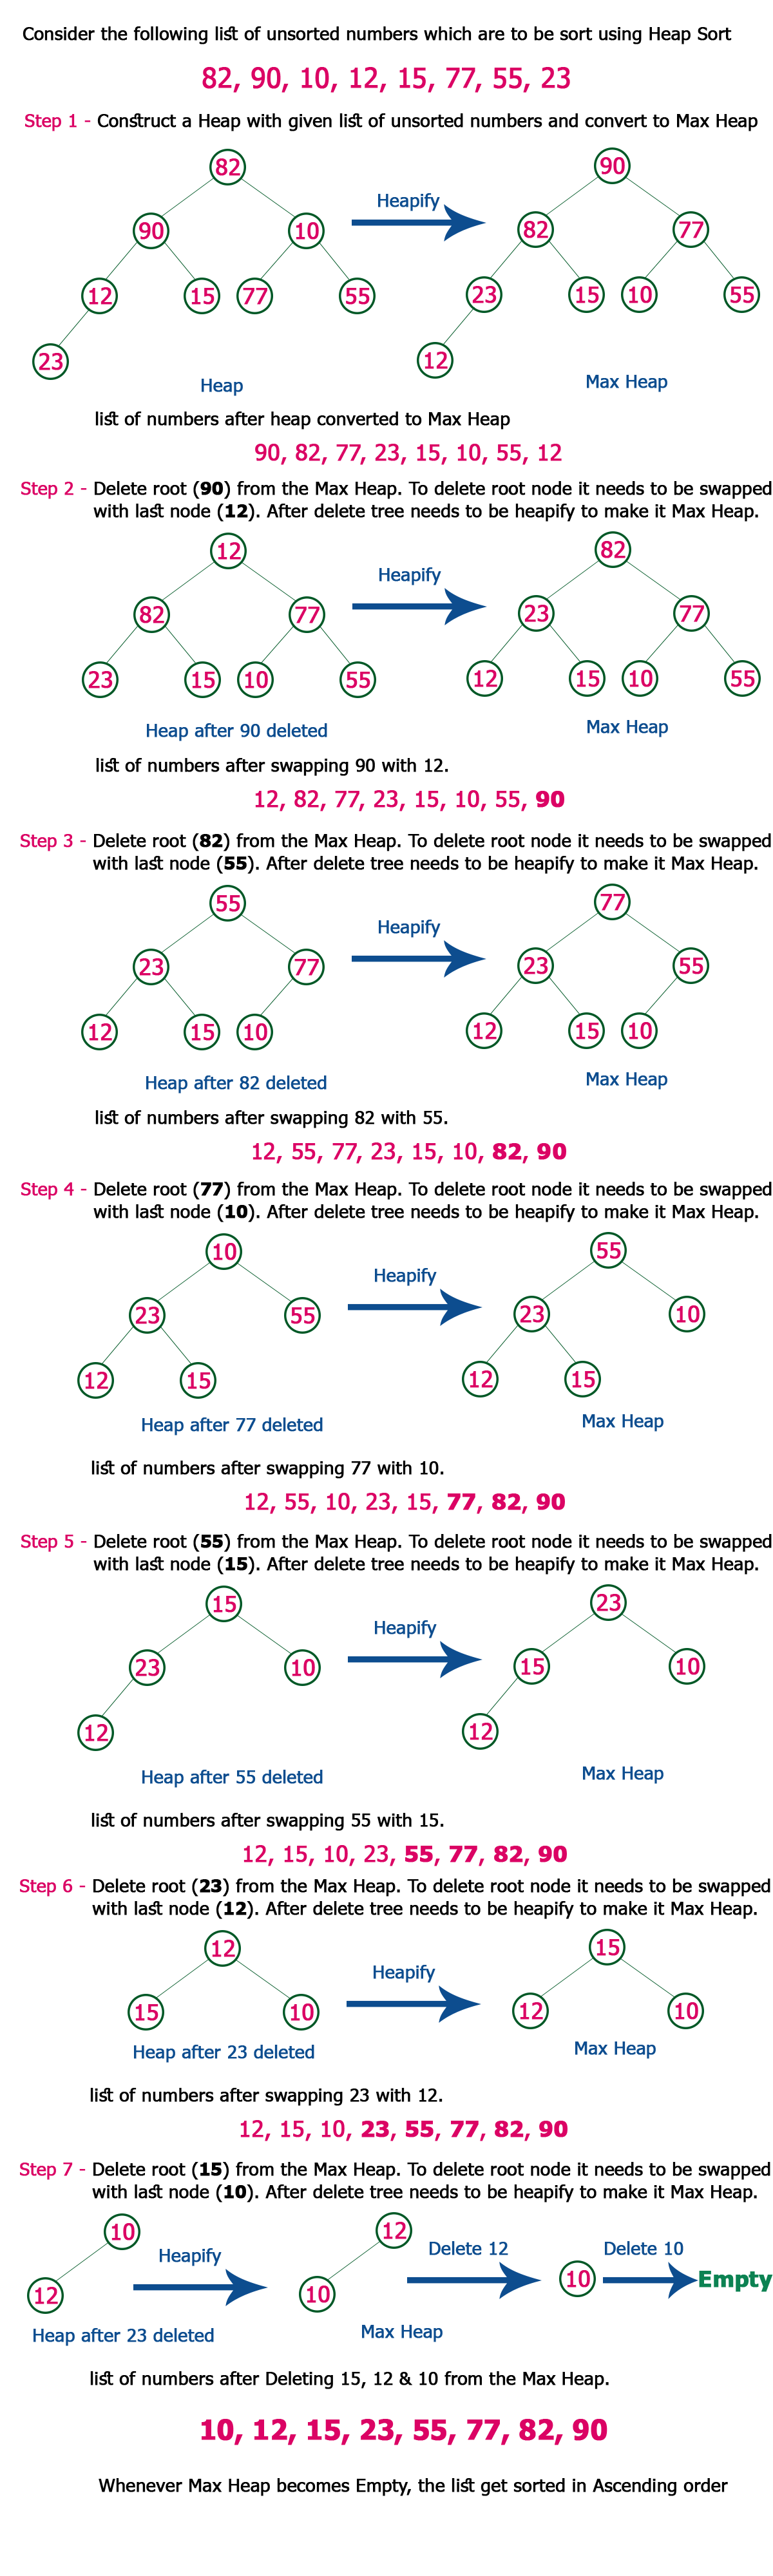 Consider the following list of unsorted numbers which are to be sort using Heap Sort
82, 90, 10, 12, 15, 77, 55, 23
Step 1 - Construct a Heap with given list of unsorted numbers and convert to Max Heap
82
90
90 10
Heapify
82 77
12 15 77 55
23 15 10 55
23
12
Heap
Max Heap
list of numbers after heap converted to Max Heap
90, 82, 77, 23, 15, 10, 55, 12
Step 2 - Delete root (90) from the Max Heap. To delete root node it needs to be swapped
with last node (12). After delete tree needs to be heapify to make it Max Heap.
12
82
82 77
Heapify
23 77
23 15 10 55
12 15 10 55
Heap after 90 deleted
Max Heap
list of numbers after swapping 90 with 12.
12, 82, 77, 23, 15, 10, 55, 90
Step 3 - Delete root (82) from the Max Heap. To delete root node it needs to be swapped
with last node (55). After delete tree needs to be heapify to make it Max Heap.
55
77
23 77
Heapify
23 55
12 15 10
12 15 10
Heap after 82 deleted
Max Heap
list of numbers after swapping 82 with 55.
12, 55, 77, 23, 15, 10, 82, 90
Step 4 - Delete root (77) from the Max Heap. To delete root node it needs to be swapped
with last node (10). After delete tree needs to be heapify to make it Max Heap.
10
55
23 55
Heapify
23 10
12 15
12 15
Heap after 77 deleted
Max Heap
list of numbers after swapping 77 with 10.
12, 55, 10, 23, 15, 77, 82, 90
Step 5 - Delete root (55) from the Max Heap. To delete root node it needs to be swapped
with last node (15). After delete tree needs to be heapify to make it Max Heap.
15
23
23 10
Heapify
15 10
12
12
Heap after 55 deleted
Max Heap
list of numbers after swapping 55 with 15.
12, 15, 10, 23, 55, 77, 82, 90
Step 6 - Delete root (23) from the Max Heap. To delete root node it needs to be swapped
with last node (12). After delete tree needs to be heapify to make it Max Heap.
12
15
15 10
Heapify
12 10
Heap after 23 deleted
Max Heap
list of numbers after swapping 23 with 12.
12, 15, 10, 23, 55, 77, 82, 90
Step 7 - Delete root (15) from the Max Heap. To delete root node it needs to be swapped
with last node (10). After delete tree needs to be heapify to make it Max Heap.
10
12
Heapify
12
10
Delete 12
10
Delete 10
Empty
Heap after 23 deleted
Max Heap
list of numbers after Deleting 15, 12 & 10 from the Max Heap.
10, 12, 15, 23, 55, 77, 82, 90
Whenever Max Heap becomes Empty, the list get sorted in Ascending order